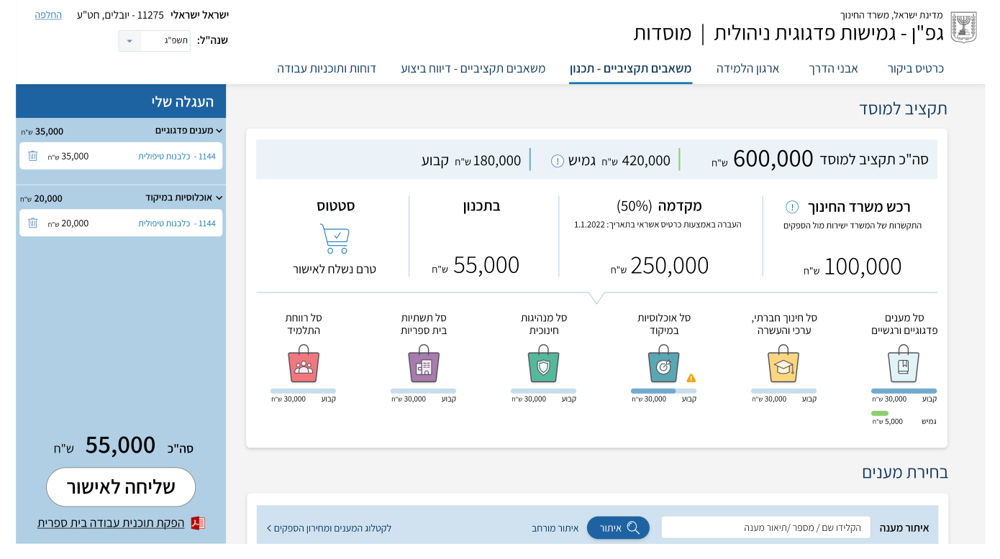 מדינת ישראל, משרד החינוך
גפ"ן - גמישות פדגוגית ניהולית | מוסדות
ישראל ישראלי 11275 - יובלים, חט"ע החלפה
שנה"ל: תשפ"ג
כרטיס ביקור אבני הדרך ארגון הלמידה משאבים תקציביים - תכנון משאבים תקציביים - דיווח ביצוע דוחות ותוכניות עבודה
תקציב למוסד
סה"כ תקציב למוסד 600,000 ש"ח 420,000 ש"ח גמיש 180,000 ש"ח קבוע
רכש משרד החינוך
התקשרות של המשרד ישירות מול הספקים
100,000 ש"ח
מקדמה (50%)
העברה באמצעות כרטיס אשראי בתאריך: 1.1.2022
250,000 ש"ח
בתכנון
55,000 ש"ח
סטטוס
טרם נשלח לאישור
סל מענים
פדגוגיים ורגשיים
קבוע 30,000 ש"ח
גמיש 5,000 ש"ח
סל חינוך חברתי,
ערכי והעשרה
קבוע 30,000 ש"ח
סל אוכלוסיות
במיקוד
קבוע 30,000 ש"ח
סל מנהיגות
חינוכית
קבוע 30,000 ש"ח
סל תשתיות
בית ספריות
קבוע 30,000 ש"ח
סל רווחת
התלמיד
קבוע 30,000 ש"ח
בחירת מענים
איתור מענה הקלידו שם / מספר /תיאור מענה איתור איתור מורחב לקטלוג המענים ומחירון הספקים
העגלה שלי
מענים פדגוגיים 35,000 ש"ח
1144 - כלבנות טיפולית 35,000 ש"ח
אוכלוסיות במיקוד 20,000 ש"ח
1144 - כלבנות טיפולית 20,000 ש"ח
סה"כ 55,000 ש"ח
שליחה לאישור
הפקת תוכנית עבודה בית ספרית